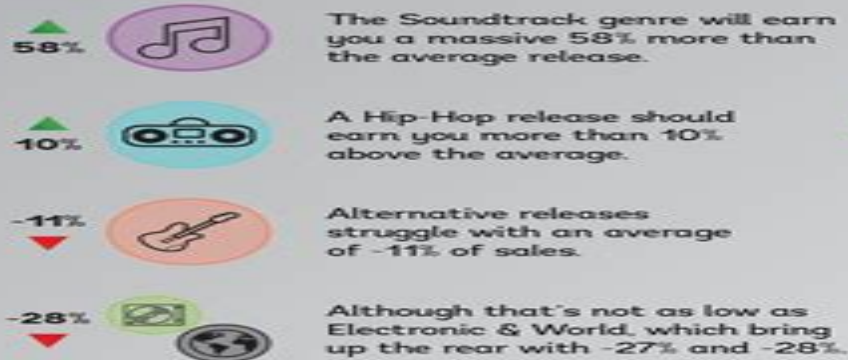 58%
The Soundtrack genre will earn
you a massive 58% more than
the average release.
10%
A Hip-Hop release should
earn you more than 10%
above the average.
-11%
Alternative releases
struggle with an average
of -11% of sales.
-28%
Although that's not as low as
Electronic & World, which bring
up the rear with -27% and -28%.